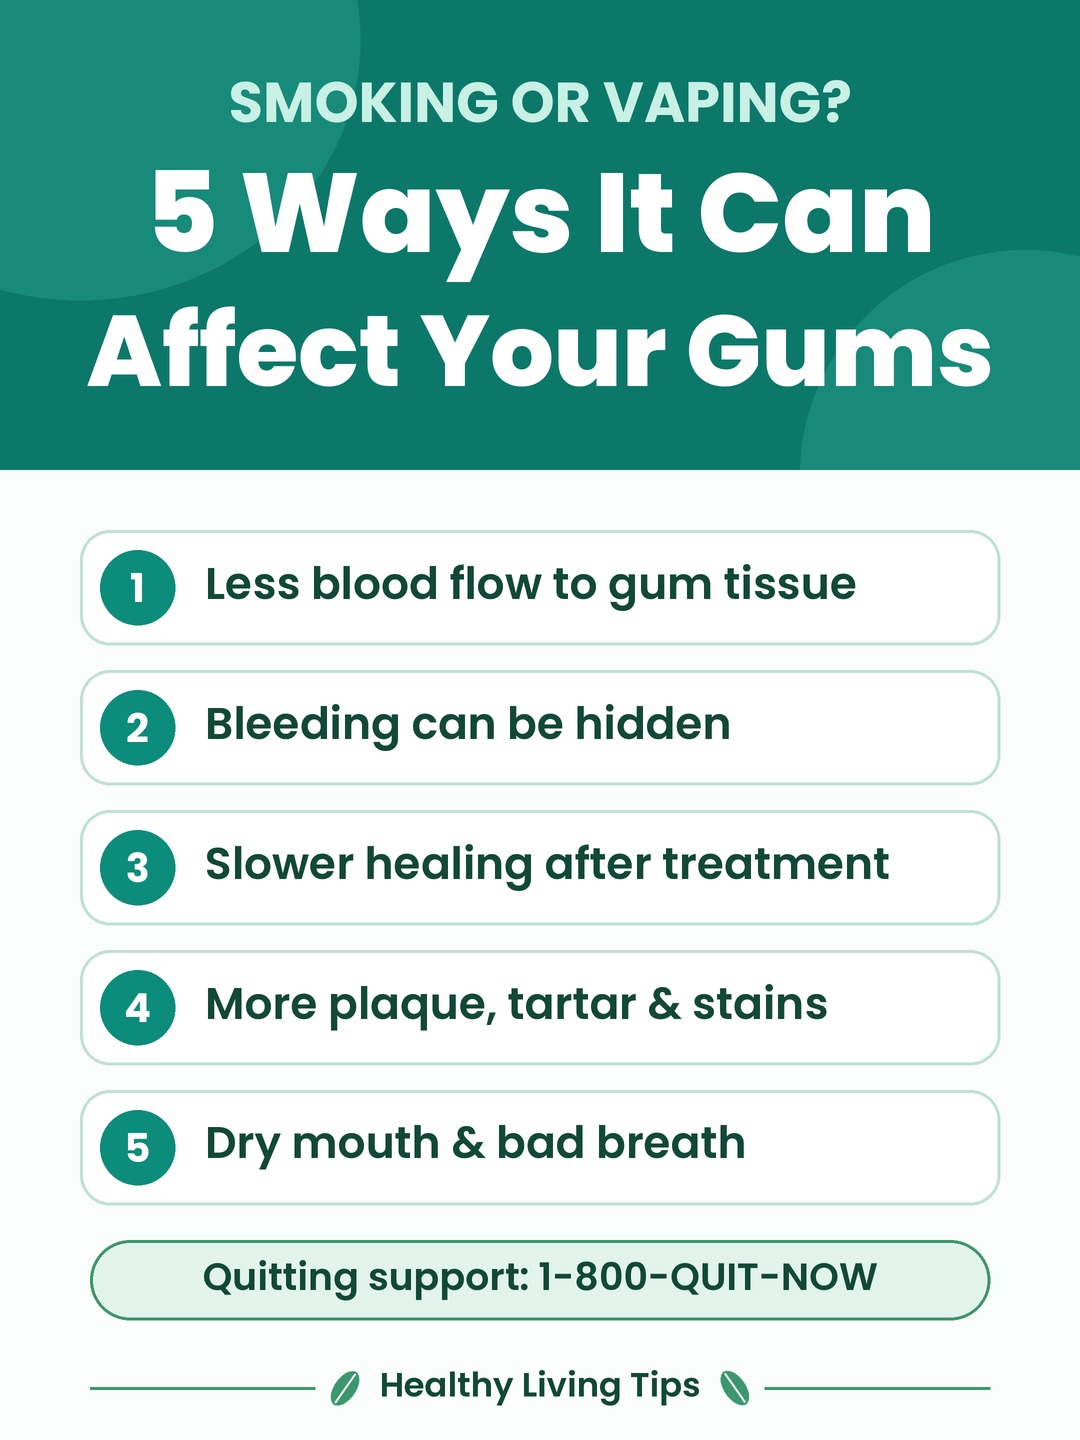 SMOKING OR VAPING?
5 Ways It Can
Affect Your Gums
1 Less blood flow to gum tissue
2 Bleeding can be hidden
3 Slower healing after treatment
4 More plaque, tartar & stains
5 Dry mouth & bad breath
Quitting support: 1-800-QUIT-NOW
Healthy Living Tips